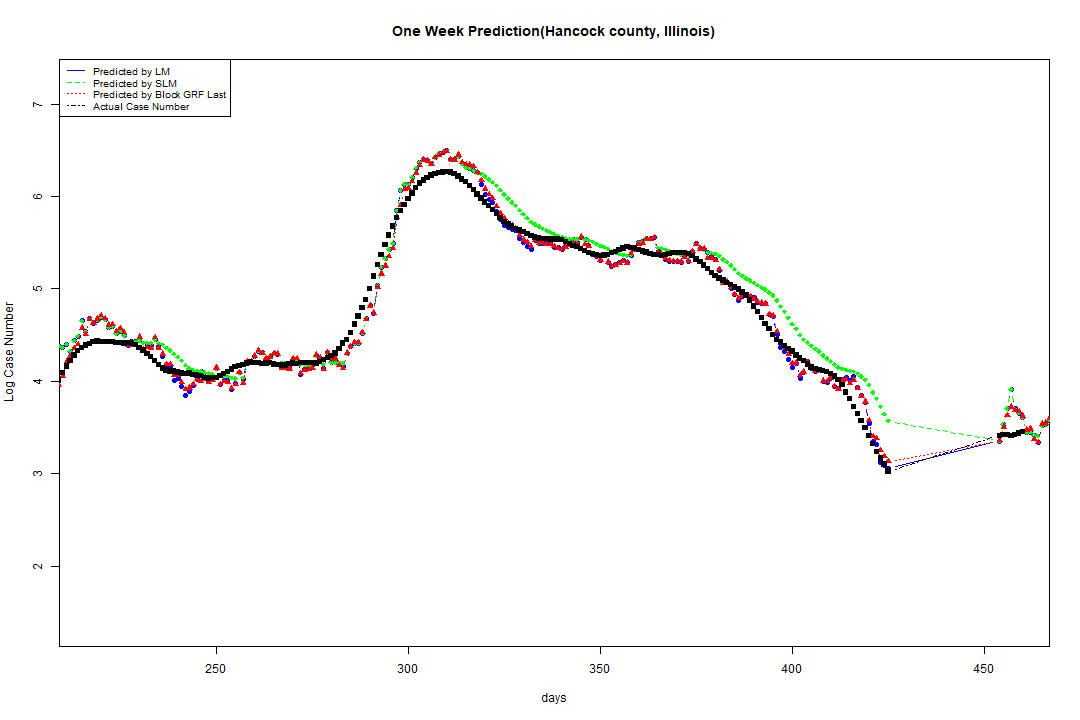 One Week Prediction(Hancock county, Illinois)
Predicted by LM
Predicted by SLM
Predicted by Block GRF Last
Actual Case Number
7
6
5
4
3
2
Log Case Number
250 300 350 400 450
days